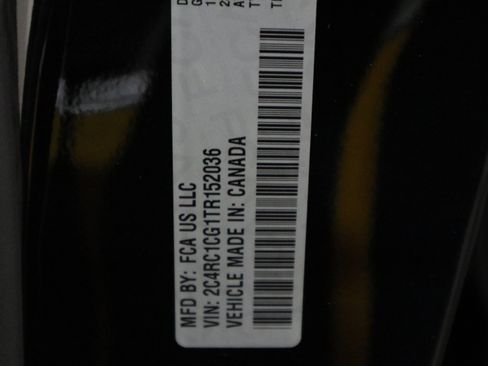 MFD BY: FCA US LLC
VIN: 2C4RC1CG1TR152036
VEHICLE MADE IN: CANADA